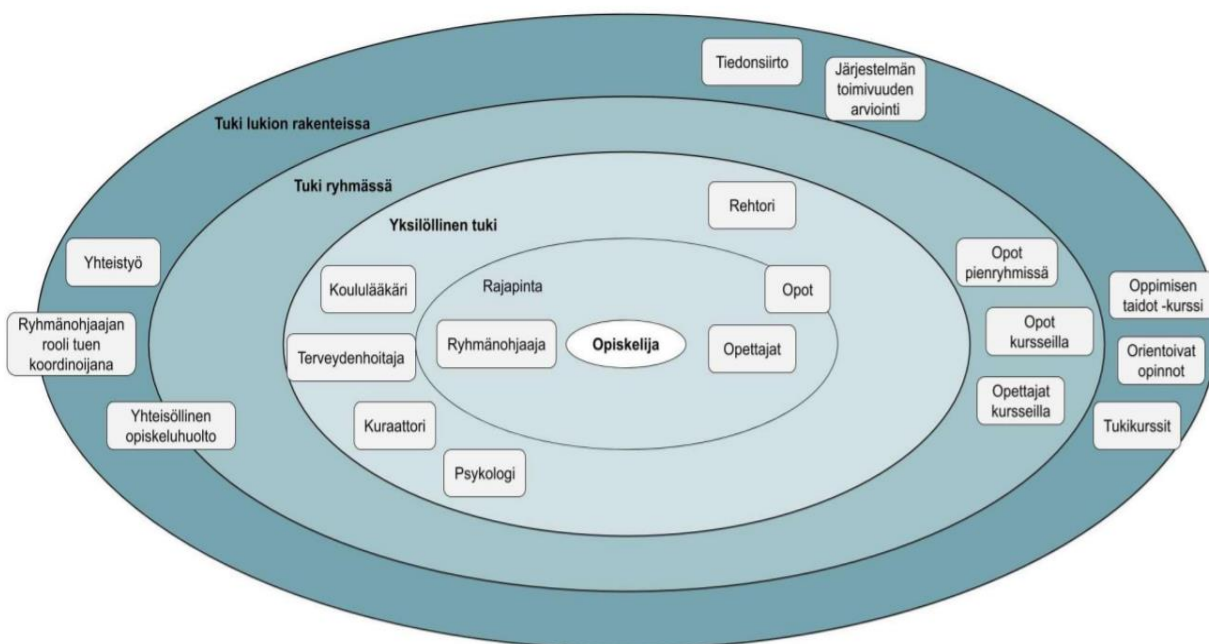 Tiedonsiirto
Järjestelmän
toimivuuden
arviointi
Tuki lukion rakenteissa
Tuki ryhmässä
Yksilöllinen tuki
Rehtori
Yhteistyö
Opot
pienryhmissä
Koululääkäri
Rajapinta
Opot
Oppimisen
taidot -kurssi
Ryhmänohjaajan
rooli tuen
koordinoijana
Terveydenhoitaja
Ryhmänohjaaja
Opiskelija
Opettajat
Opot
kursseilla
Orientoivat
opinnot
Yhteisöllinen
opiskeluhuolto
Kuraattori
Opettajat
kursseilla
Tukikurssit
Psykologi